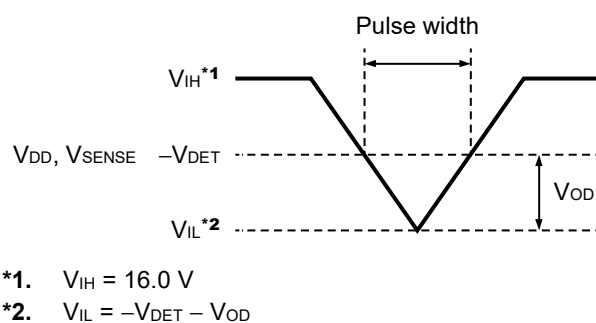 Pulse width
VIH*1
VDD, VSENSE −VDET
VOD
VIL*2
*1. VIH = 16.0 V
*2. VIL = −VDET − VOD